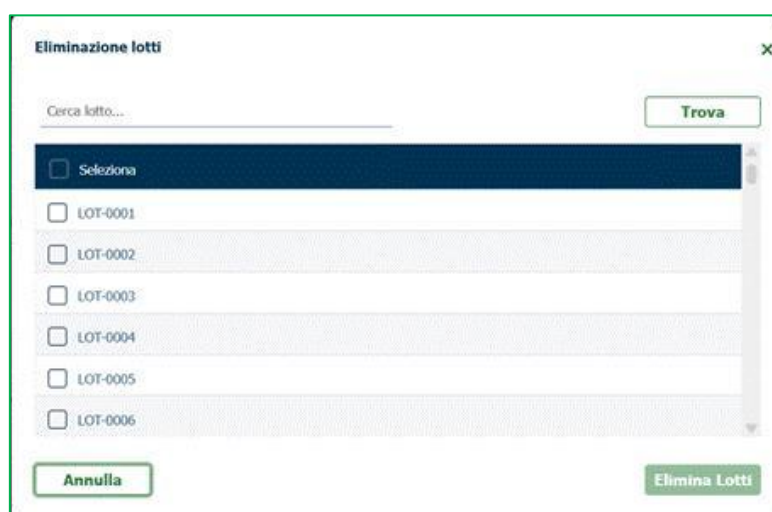 Eliminazione lotti
×
Cerca lotto...
Trova
Seleziona
LOT-0001
LOT-0002
LOT-0003
LOT-0004
LOT-0005
LOT-0006
Annulla
Elimina Lotti